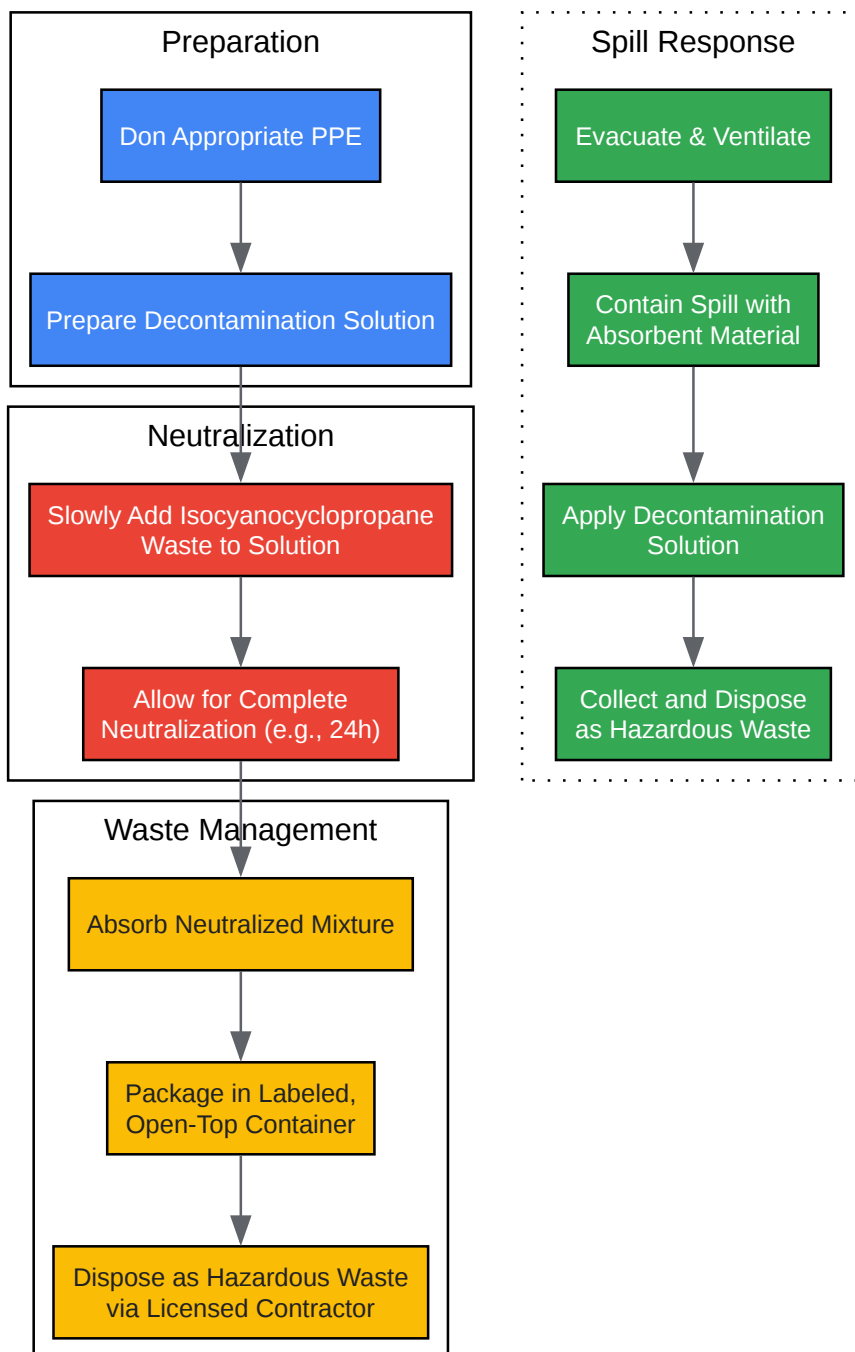 Preparation
Don Appropriate PPE
Prepare Decontamination Solution
Neutralization
Slowly Add Isocyanocyclopropane
Waste to Solution
Allow for Complete
Neutralization (e.g., 24h)
Waste Management
Absorb Neutralized Mixture
Package in Labeled,
Open-Top Container
Dispose as Hazardous Waste
via Licensed Contractor
Spill Response
Evacuate & Ventilate
Contain Spill with
Absorbent Material
Apply Decontamination
Solution
Collect and Dispose
as Hazardous Waste